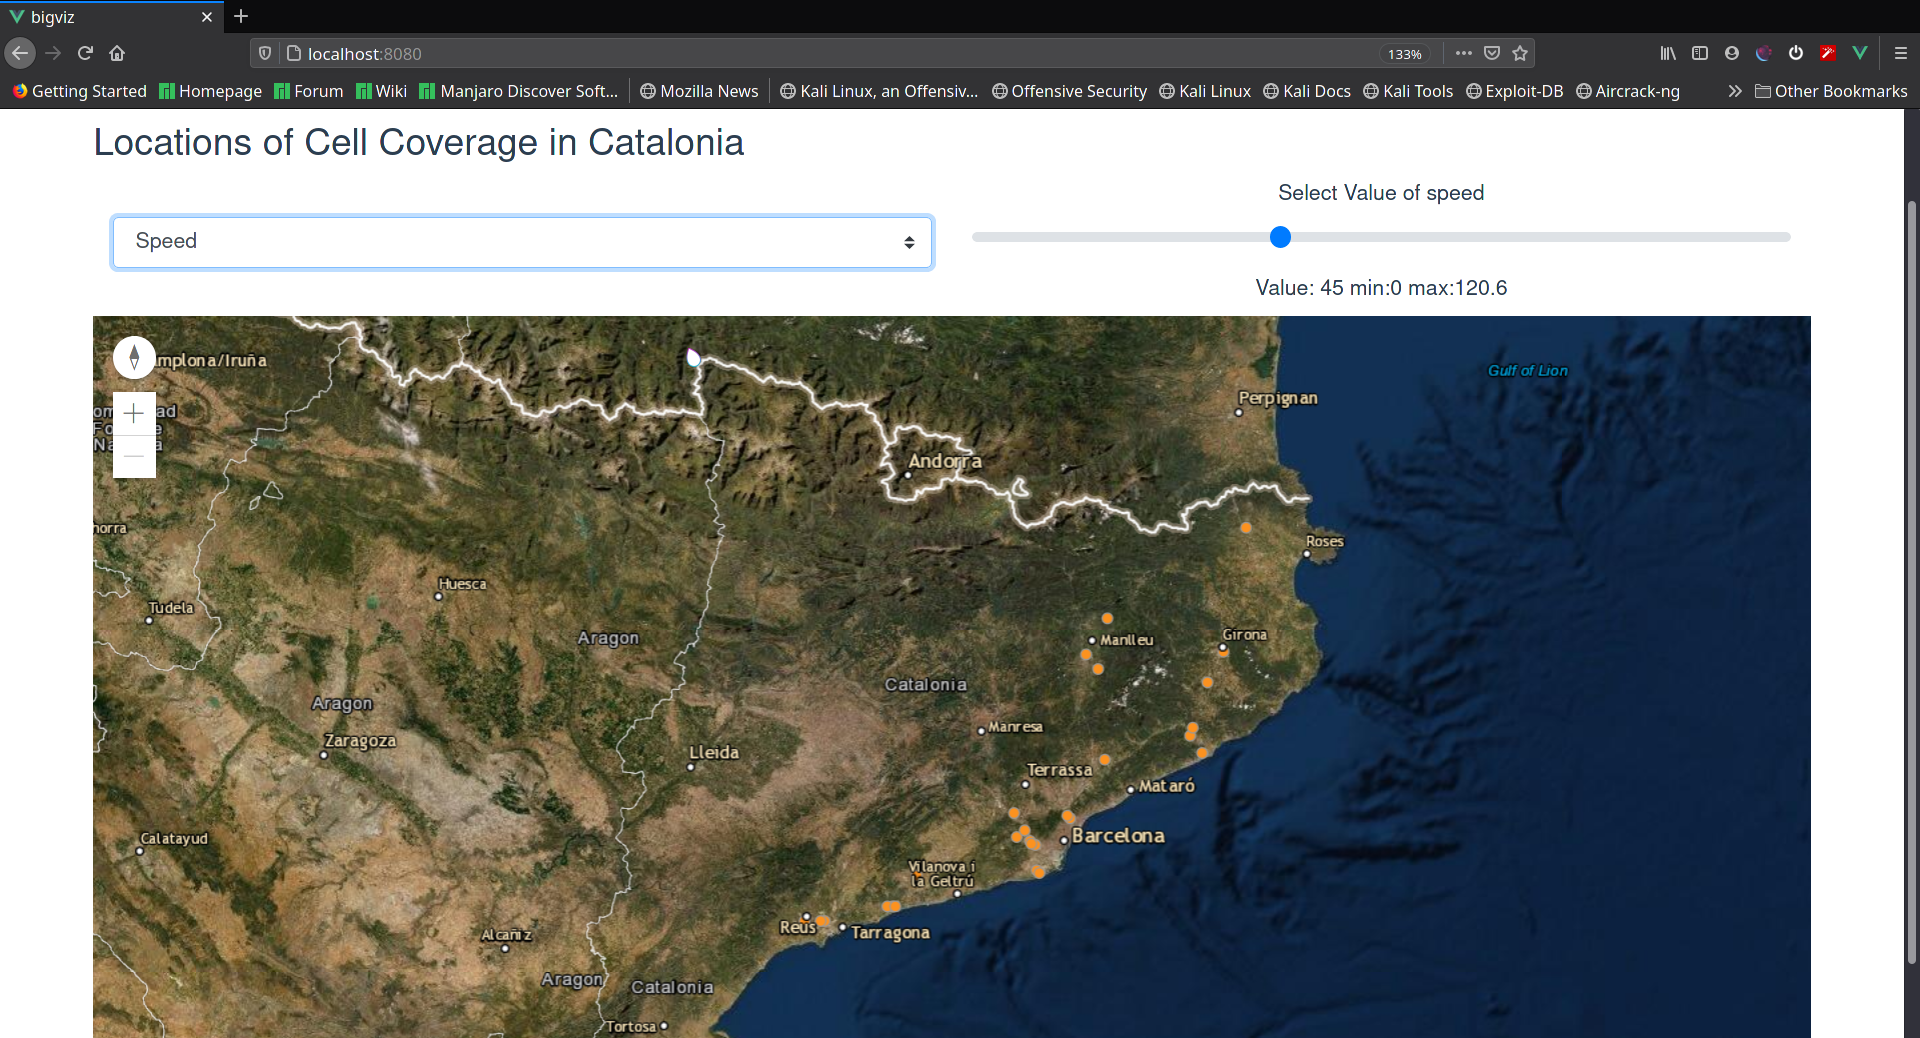 bigviz
localhost:8080
133%
Getting Started
Homepage
Forum
Wiki
Manjaro Discover Soft...
Mozilla News
Kali Linux, an Offensiv...
Offensive Security
Kali Linux
Kali Docs
Kali Tools
Exploit-DB
Aircrack-ng
Other Bookmarks
Locations of Cell Coverage in Catalonia
Select Value of speed
Speed
Value: 45 min:0 max:120.6
mplona/Iruña
Gulf of Lion
Perpignan
Andorra
Roses
Huesca
Tudela
Aragon
Manlleu
Girona
Catalonia
Aragon
Zaragoza
Manresa
Lleida
Terrassa
Mataró
Calatayud
Barcelona
Vilanova i
la Geltrú
Reus
Tarragona
Alcañiz
Aragon
Catalonia
Tortosa